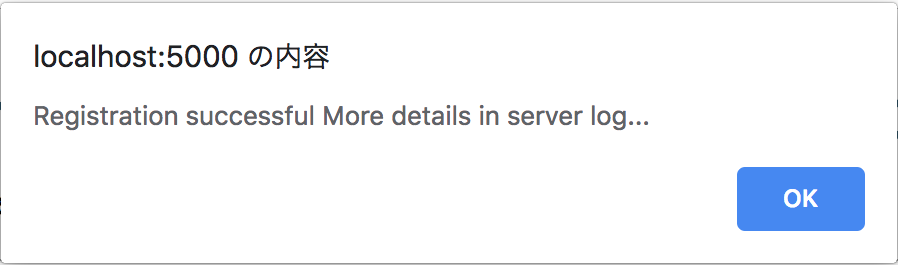 localhost:5000 の内容
Registration successful More details in server log...
OK